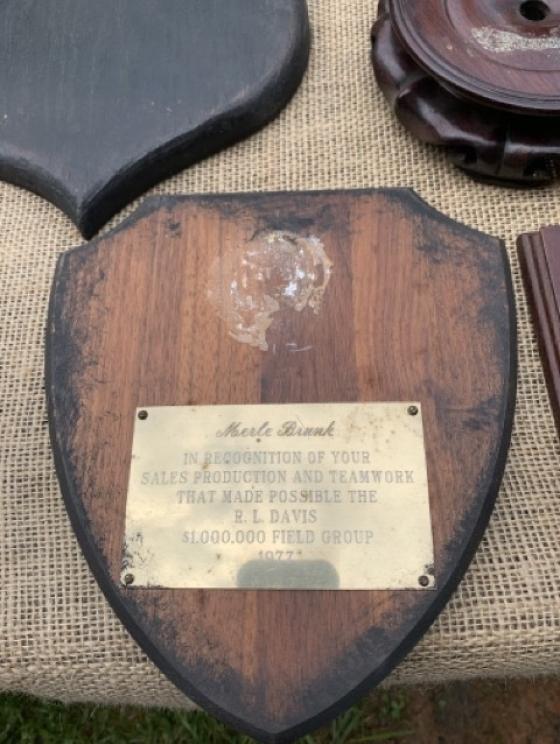 Merle Brunk
IN RECOGNITION OF YOUR
SALES PRODUCTION AND TEAMWORK
THAT MADE POSSIBLE THE
R. L. DAVIS
$1,000,000 FIELD GROUP
1977